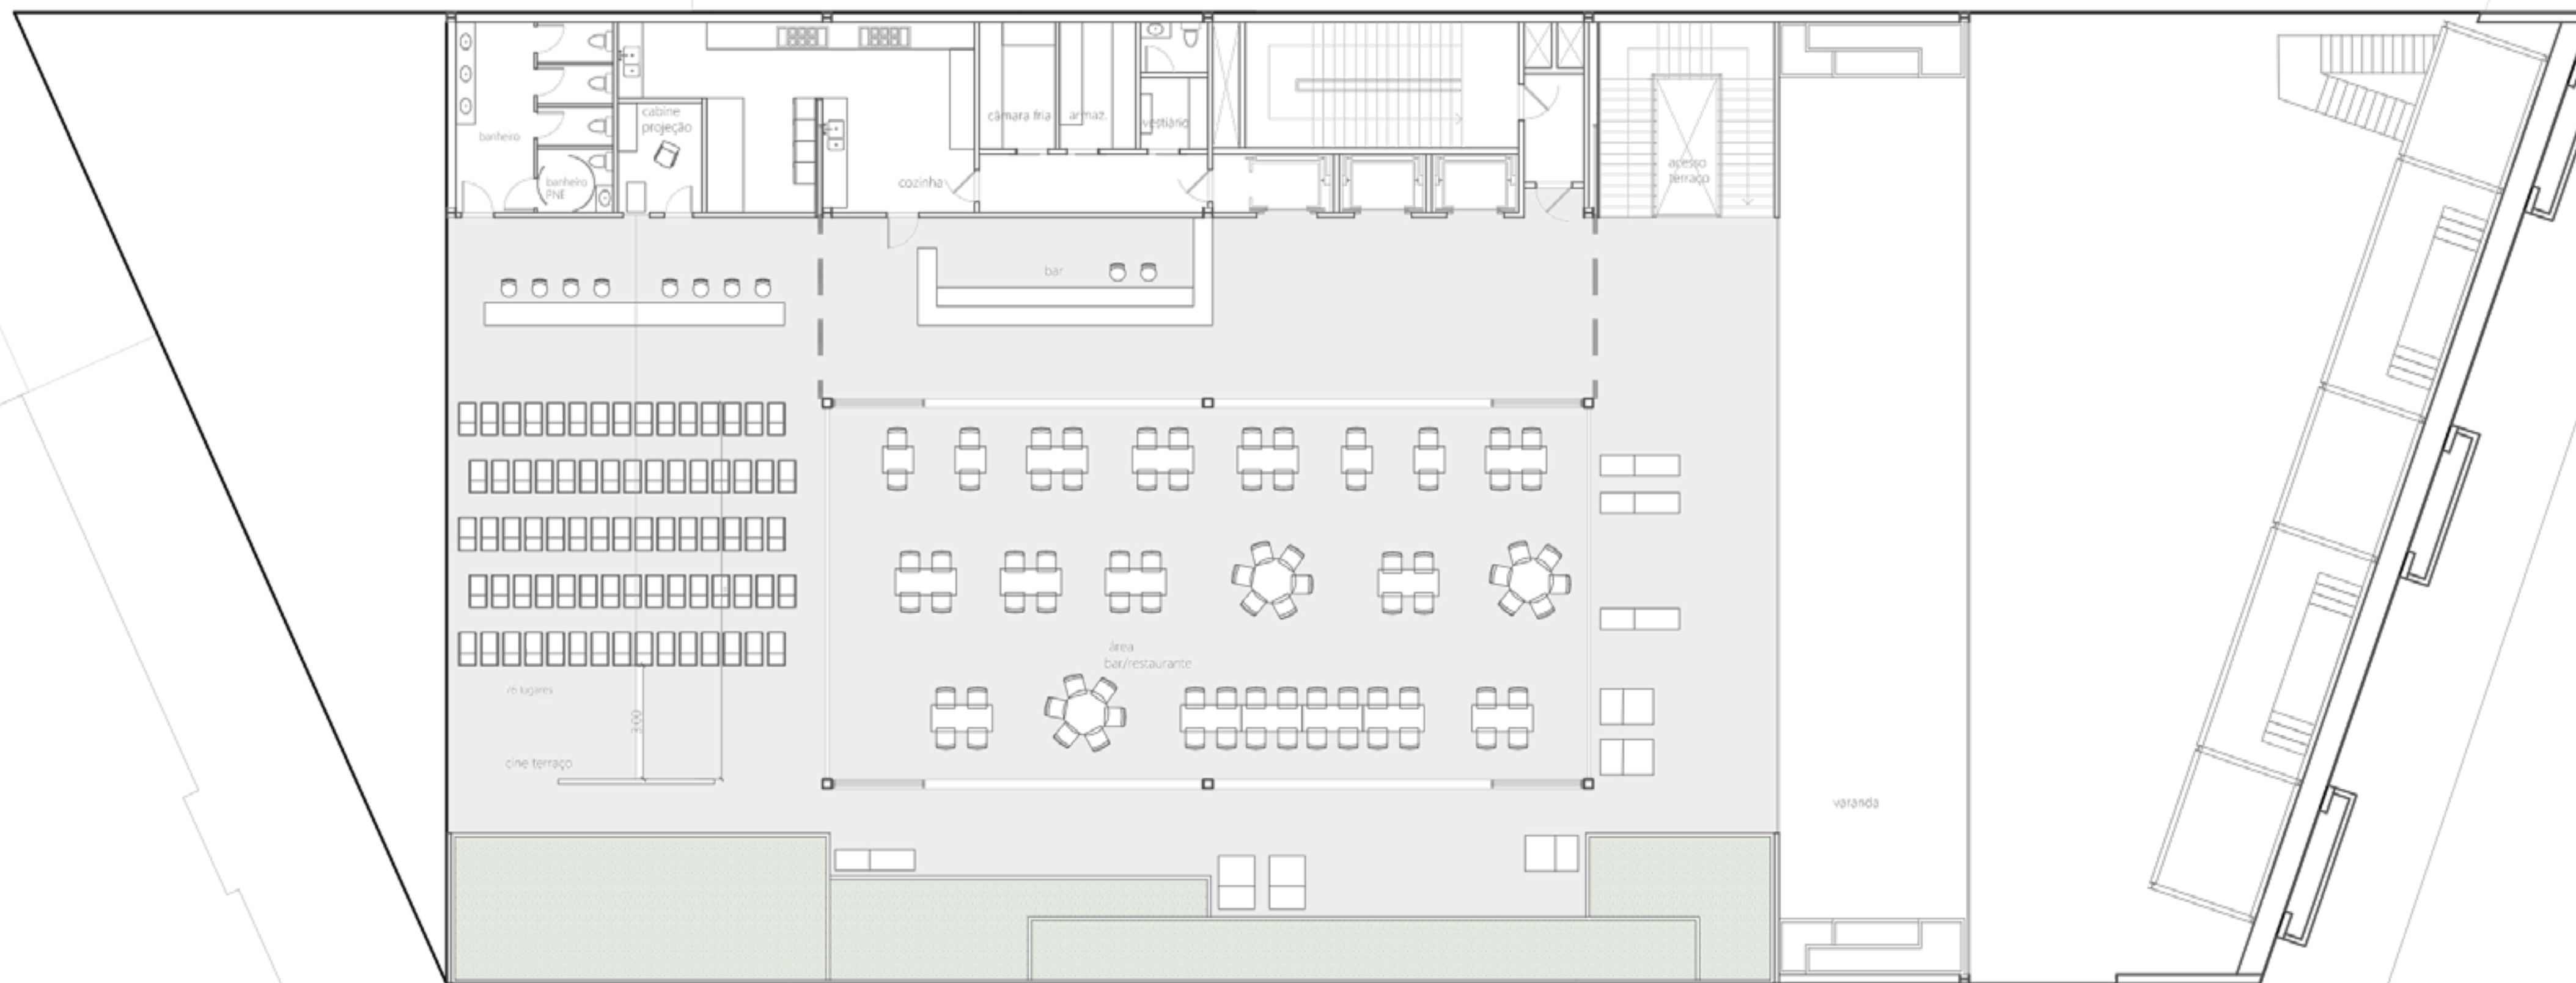 cabine
projeção
câmara fria
armaz.
vestiário
banheiro
acesso
terraço
banheiro
PNE
cozinha
bar
área
bar/restaurante
76 lugares
3.00
cine terraço
varanda